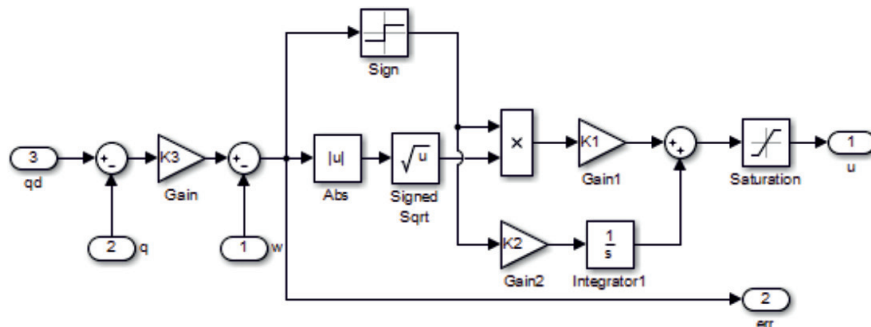 Sign
3
qd
K3
Gain
|u|
Abs
√u
Signed
Sqrt
×
K1
Gain1
Saturation
1
u
2
q
1
w
K2
Gain2
1
s
Integrator1
2
err